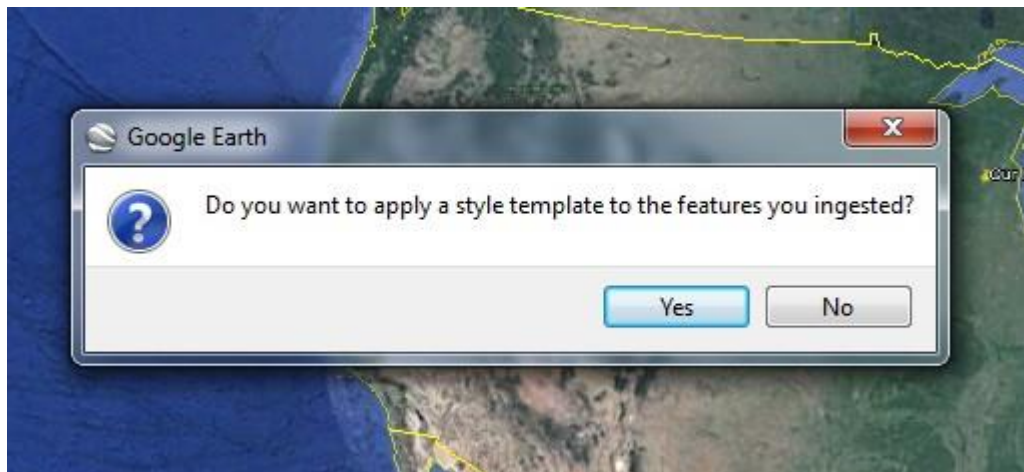 Google Earth
Do you want to apply a style template to the features you ingested?
Yes No